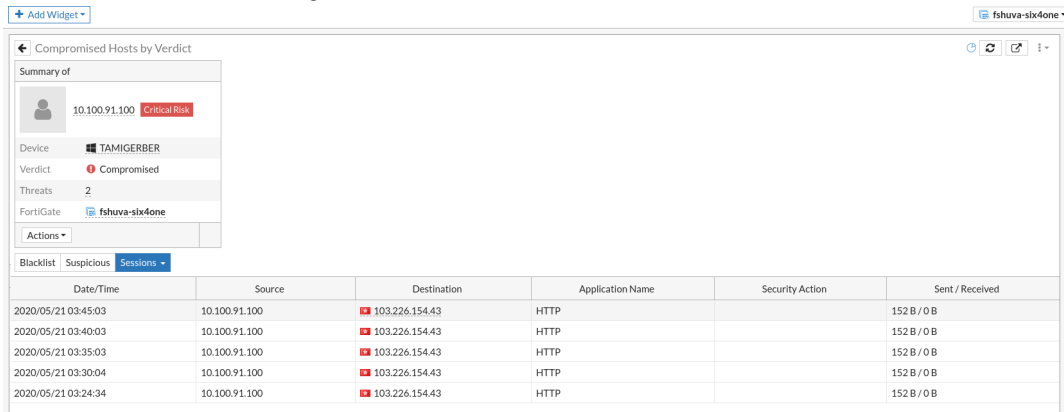 + Add Widget
fshuva-six4one
Compromised Hosts by Verdict
Summary of
10.100.91.100 Critical Risk
Device TAMIGERBER
Verdict Compromised
Threats 2
FortiGate fshuva-six4one
Actions
Blacklist Suspicious Sessions
Date/Time Source Destination Application Name Security Action Sent / Received
2020/05/21 03:45:03 10.100.91.100 103.226.154.43 HTTP 152 B / 0 B
2020/05/21 03:40:03 10.100.91.100 103.226.154.43 HTTP 152 B / 0 B
2020/05/21 03:35:03 10.100.91.100 103.226.154.43 HTTP 152 B / 0 B
2020/05/21 03:30:04 10.100.91.100 103.226.154.43 HTTP 152 B / 0 B
2020/05/21 03:24:34 10.100.91.100 103.226.154.43 HTTP 152 B / 0 B